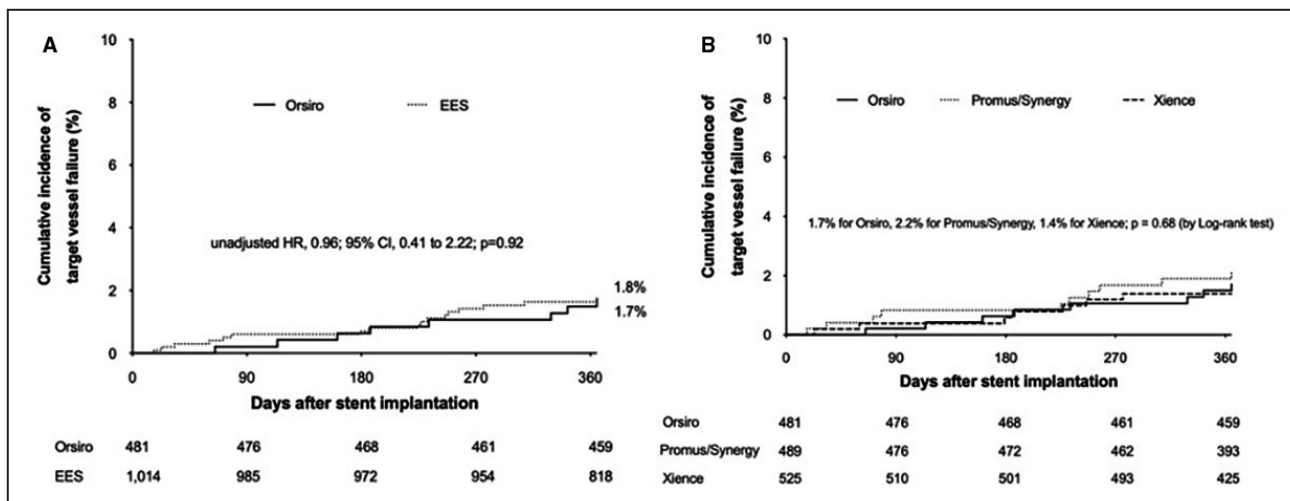 A
10
8
6
4
2
0
Cumulative incidence of
target vessel failure (%)
Orsiro EES
unadjusted HR, 0.96; 95% CI, 0.41 to 2.22; p=0.92
1.8%
1.7%
0 90 180 270 360
Days after stent implantation
Orsiro 481 476 468 461 459
EES 1,014 985 972 954 818
B
10
8
6
4
2
0
Cumulative incidence of
target vessel failure (%)
Orsiro Promus/Synergy Xience
1.7% for Orsiro, 2.2% for Promus/Synergy, 1.4% for Xience; p = 0.68 (by Log-rank test)
0 90 180 270 360
Days after stent implantation
Orsiro 481 476 468 461 459
Promus/Synergy 489 476 472 462 393
Xience 525 510 501 493 425